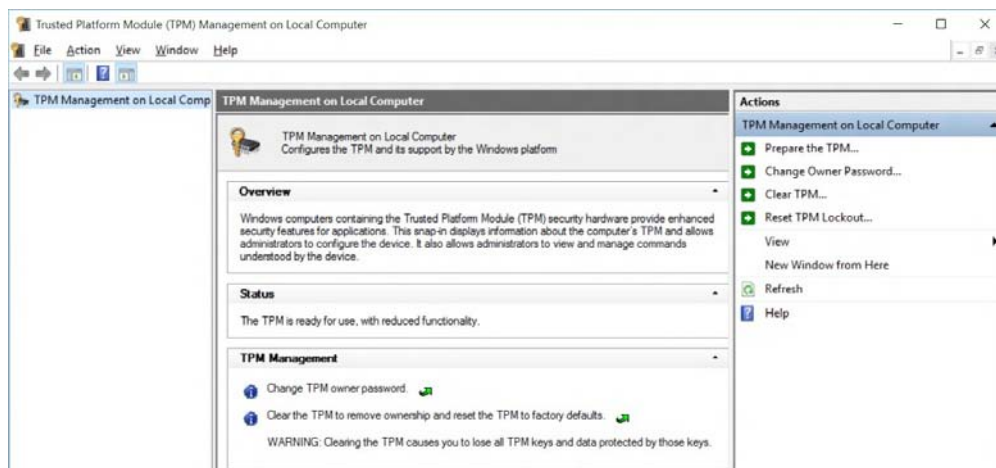 Trusted Platform Module (TPM) Management on Local Computer
File Action View Window Help
TPM Management on Local Comp
TPM Management on Local Computer
TPM Management on Local Computer
Configures the TPM and its support by the Windows platform
Overview
Windows computers containing the Trusted Platform Module (TPM) security hardware provide enhanced
security features for applications. This snap-in displays information about the computer's TPM and allows
administrators to configure the device. It also allows administrators to view and manage commands
understood by the device.
Status
The TPM is ready for use, with reduced functionality.
TPM Management
Change TPM owner password.
Clear the TPM to remove ownership and reset the TPM to factory defaults.
WARNING: Clearing the TPM causes you to lose all TPM keys and data protected by those keys.
Actions
TPM Management on Local Computer
Prepare the TPM...
Change Owner Password...
Clear TPM...
Reset TPM Lockout...
View
New Window from Here
Refresh
Help